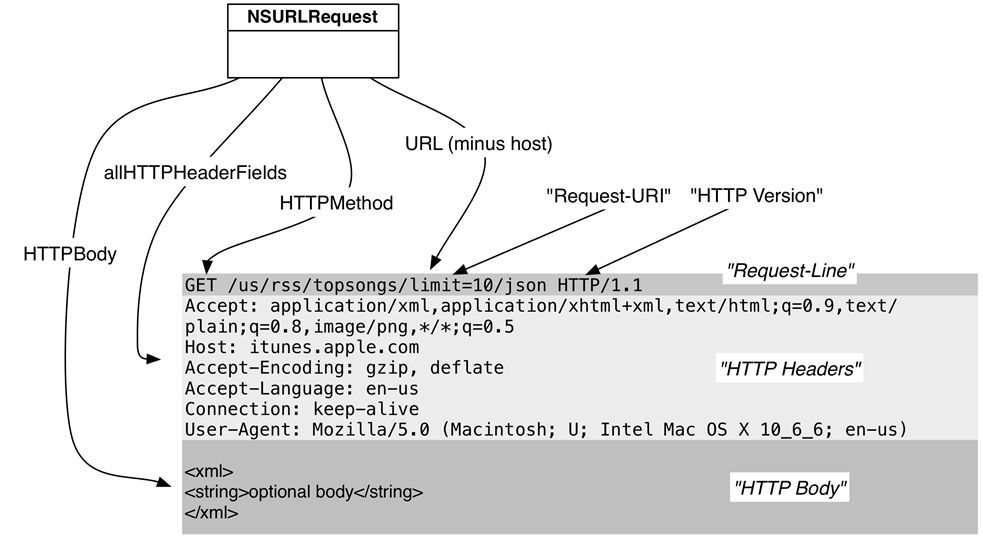 NSURLRequest
URL (minus host)
allHTTPHeaderFields
HTTPMethod
"Request-URI"
"HTTP Version"
HTTPBody
"Request-Line"
GET /us/rss/topsongs/limit=10/json HTTP/1.1
Accept: application/xml,application/xhtml+xml,text/html;q=0.9,text/
plain;q=0.8,image/png,*/*;q=0.5
Host: itunes.apple.com
Accept-Encoding: gzip, deflate
"HTTP Headers"
Accept-Language: en-us
Connection: keep-alive
User-Agent: Mozilla/5.0 (Macintosh; U; Intel Mac OS X 10_6_6; en-us)
<xml>
<string>optional body</string>
"HTTP Body"
</xml>